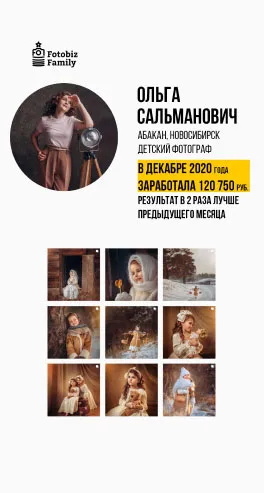 Fotobiz
Family
ОЛЬГА
САЛЬМАНОВИЧ
АБАКАН, НОВОСИБИРСК
ДЕТСКИЙ ФОТОГРАФ
В ДЕКАБРЕ 2020 ГОДА
ЗАРАБОТАЛА 120 750 РУБ.
РЕЗУЛЬТАТ В 2 РАЗА ЛУЧШЕ
ПРЕДЫДУЩЕГО МЕСЯЦА